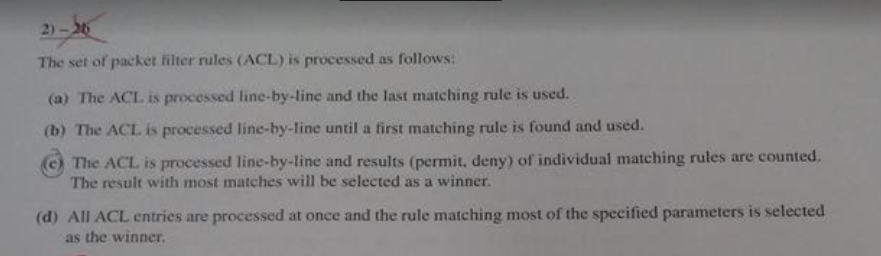 2) - 26
The set of packet filter rules (ACL) is processed as follows:
(a) The ACL is processed line-by-line and the last matching rule is used.
(b) The ACL is processed line-by-line until a first matching rule is found and used.
(c) The ACL is processed line-by-line and results (permit, deny) of individual matching rules are counted.
The result with most matches will be selected as a winner.
(d) All ACL entries are processed at once and the rule matching most of the specified parameters is selected
as the winner.